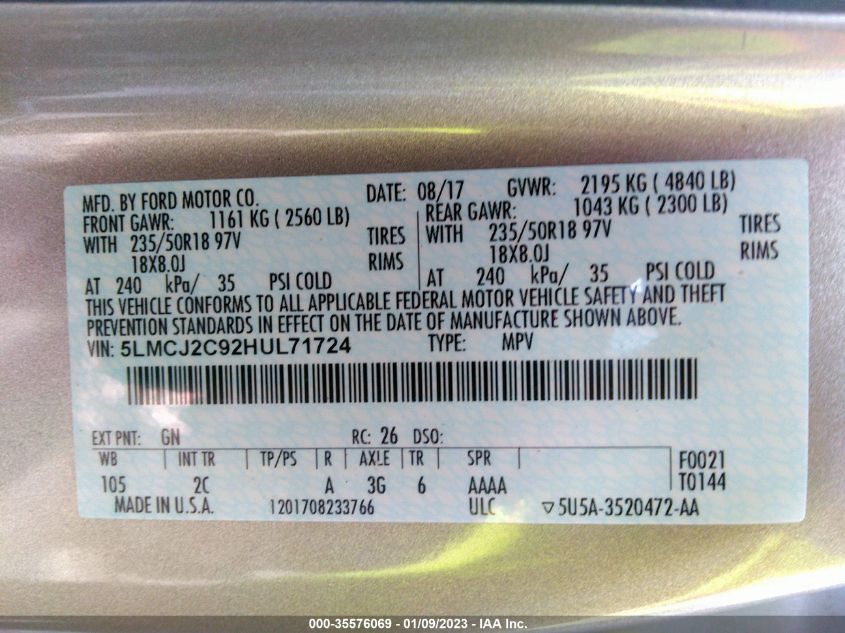 MFD. BY FORD MOTOR CO. DATE: 08/17 GVWR: 2195 KG ( 4840 LB)
FRONT GAWR: 1161 KG ( 2560 LB) REAR GAWR: 1043 KG ( 2300 LB)
WITH 235/50R18 97V TIRES WITH 235/50R18 97V TIRES
18X8.0J RIMS 18X8.0J RIMS
AT 240 kPa/ 35 PSI COLD AT 240 kPa/ 35 PSI COLD
THIS VEHICLE CONFORMS TO ALL APPLICABLE FEDERAL MOTOR VEHICLE SAFETY AND THEFT
PREVENTION STANDARDS IN EFFECT ON THE DATE OF MANUFACTURE SHOWN ABOVE.
VIN: 5LMCJ2C92HUL71724 TYPE: MPV
EXT PNT: GN RC: 26 DSO:
WB INT TR TP/PS R AXLE TR SPR F0021
105 2C A 3G 6 AAAA T0144
MADE IN U.S.A. 1201708233766 ULC ▽5U5A-3520472-AA
000-35576069 - 01/09/2023 - © IAA Inc.